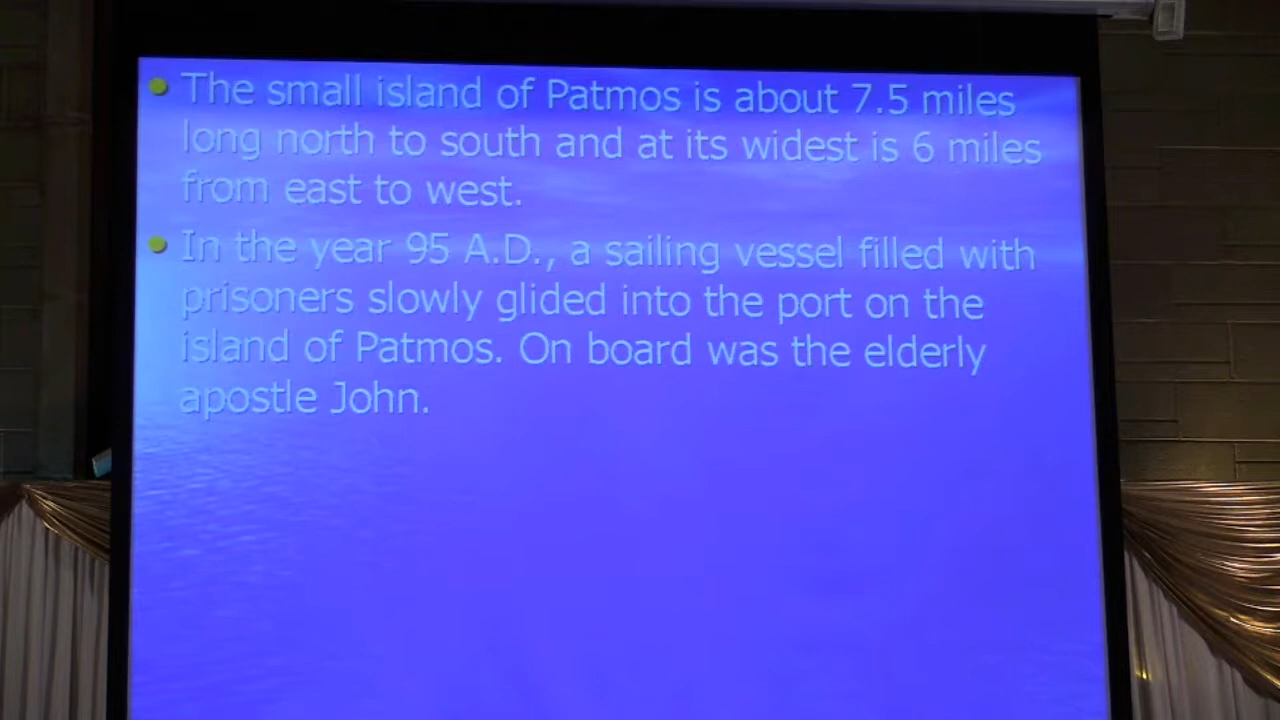 The small island of Patmos is about 7.5 miles
long north to south and at its widest is 6 miles
from east to west.
In the year 95 A.D., a sailing vessel filled with
prisoners slowly glided into the port on the
island of Patmos. On board was the elderly
apostle John.